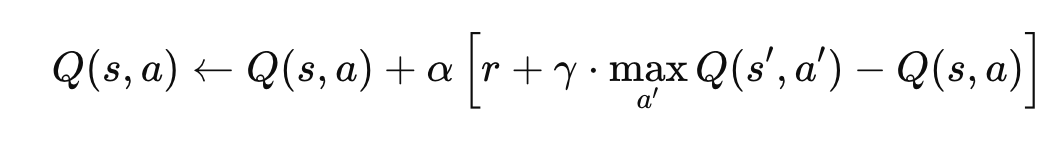 Q(s, a) ← Q(s, a) + α [r + γ · max_{a′} Q(s′, a′) − Q(s, a)]